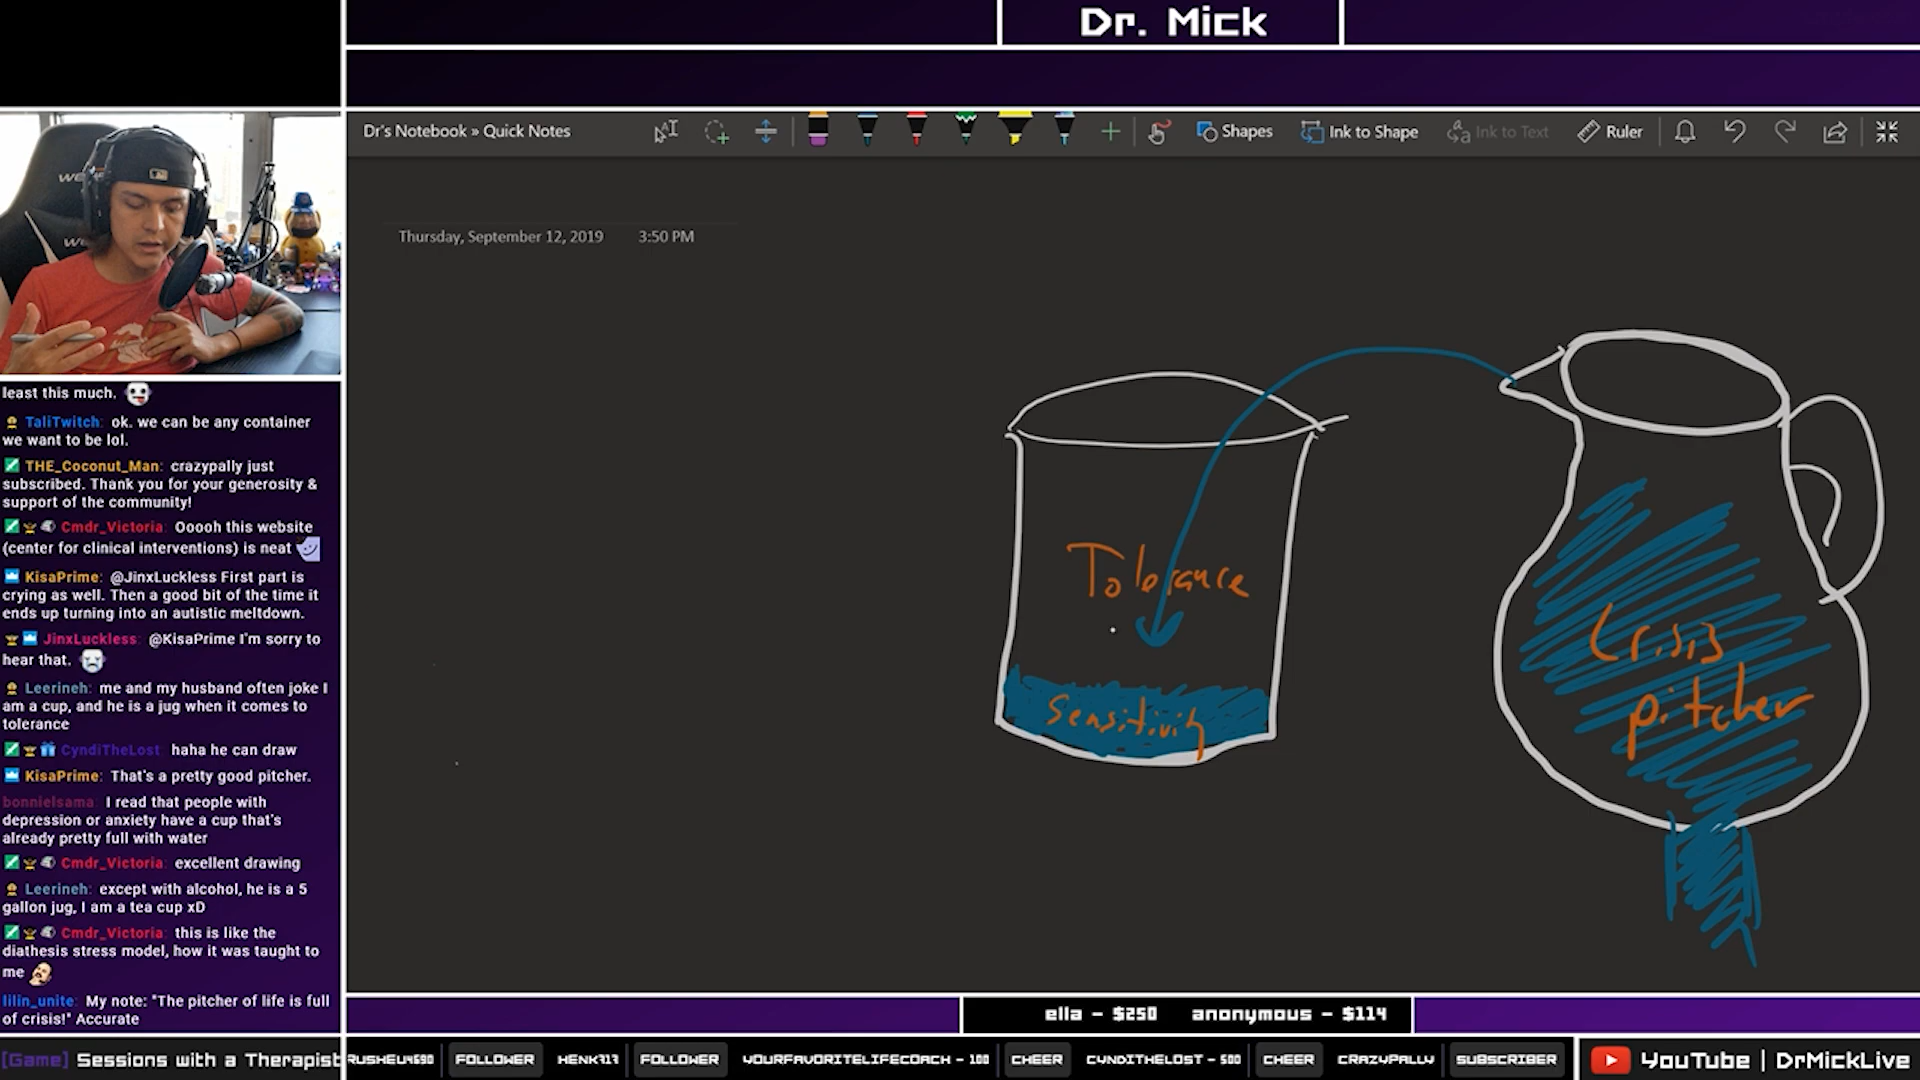 Dr. Mick
Dr's Notebook » Quick Notes
Shapes
Ink to Shape
Ink to Text
Ruler
Thursday, September 12, 2019 3:50 PM
Tolerance
Sensitivity
Crisis
pitcher
least this much.
TaliTwitch: ok. we can be any container
we want to be lol.
THE_Coconut_Man: crazypally just
subscribed. Thank you for your generosity &
support of the community!
Cmdr_Victoria: Ooooh this website
(center for clinical interventions) is neat
KisaPrime: @JinxLuckless First part is
crying as well. Then a good bit of the time it
ends up turning into an autistic meltdown.
JinxLuckless: @KisaPrime I'm sorry to
hear that.
Leerineh: me and my husband often joke I
am a cup, and he is a jug when it comes to
tolerance
CyndiTheLost: haha he can draw
KisaPrime: That's a pretty good pitcher.
bonnielsama: I read that people with
depression or anxiety have a cup that's
already pretty full with water
Cmdr_Victoria: excellent drawing
Leerineh: except with alcohol, he is a 5
gallon jug, I am a tea cup xD
Cmdr_Victoria: this is like the
diathesis stress model, how it was taught to
me
lilin_unite: My note: "The pitcher of life is full
of crisis!" Accurate
ella - $250 anonymous - $114
[Game] Sessions with a Therapist
RUSHEU4690 FOLLOWER HENK717 FOLLOWER YOURFAVORITELIFECOACH - 100 CHEER CYNDITHELOST - 500 CHEER CRAZYPALLY SUBSCRIBER
YouTube | DrMickLive